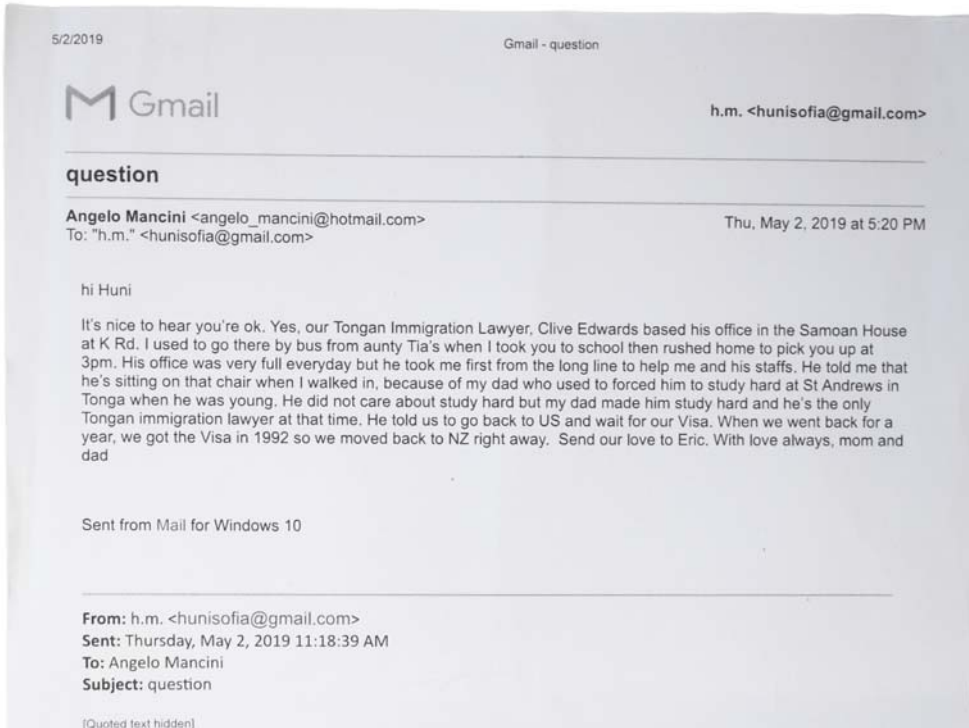 5/2/2019
Gmail - question
Gmail
h.m. <hunisofia@gmail.com>
question
Angelo Mancini <angelo_mancini@hotmail.com>
Thu, May 2, 2019 at 5:20 PM
To: "h.m." <hunisofia@gmail.com>
hi Huni
It's nice to hear you're ok. Yes, our Tongan Immigration Lawyer, Clive Edwards based his office in the Samoan House
at K Rd. I used to go there by bus from aunty Tia's when I took you to school then rushed home to pick you up at
3pm. His office was very full everyday but he took me first from the long line to help me and his staffs. He told me that
he's sitting on that chair when I walked in, because of my dad who used to forced him to study hard at St Andrews in
Tonga when he was young. He did not care about study hard but my dad made him study hard and he's the only
Tongan immigration lawyer at that time. He told us to go back to US and wait for our Visa. When we went back for a
year, we got the Visa in 1992 so we moved back to NZ right away. Send our love to Eric. With love always, mom and
dad
Sent from Mail for Windows 10
From: h.m. <hunisofia@gmail.com>
Sent: Thursday, May 2, 2019 11:18:39 AM
To: Angelo Mancini
Subject: question
[Quoted text hidden]